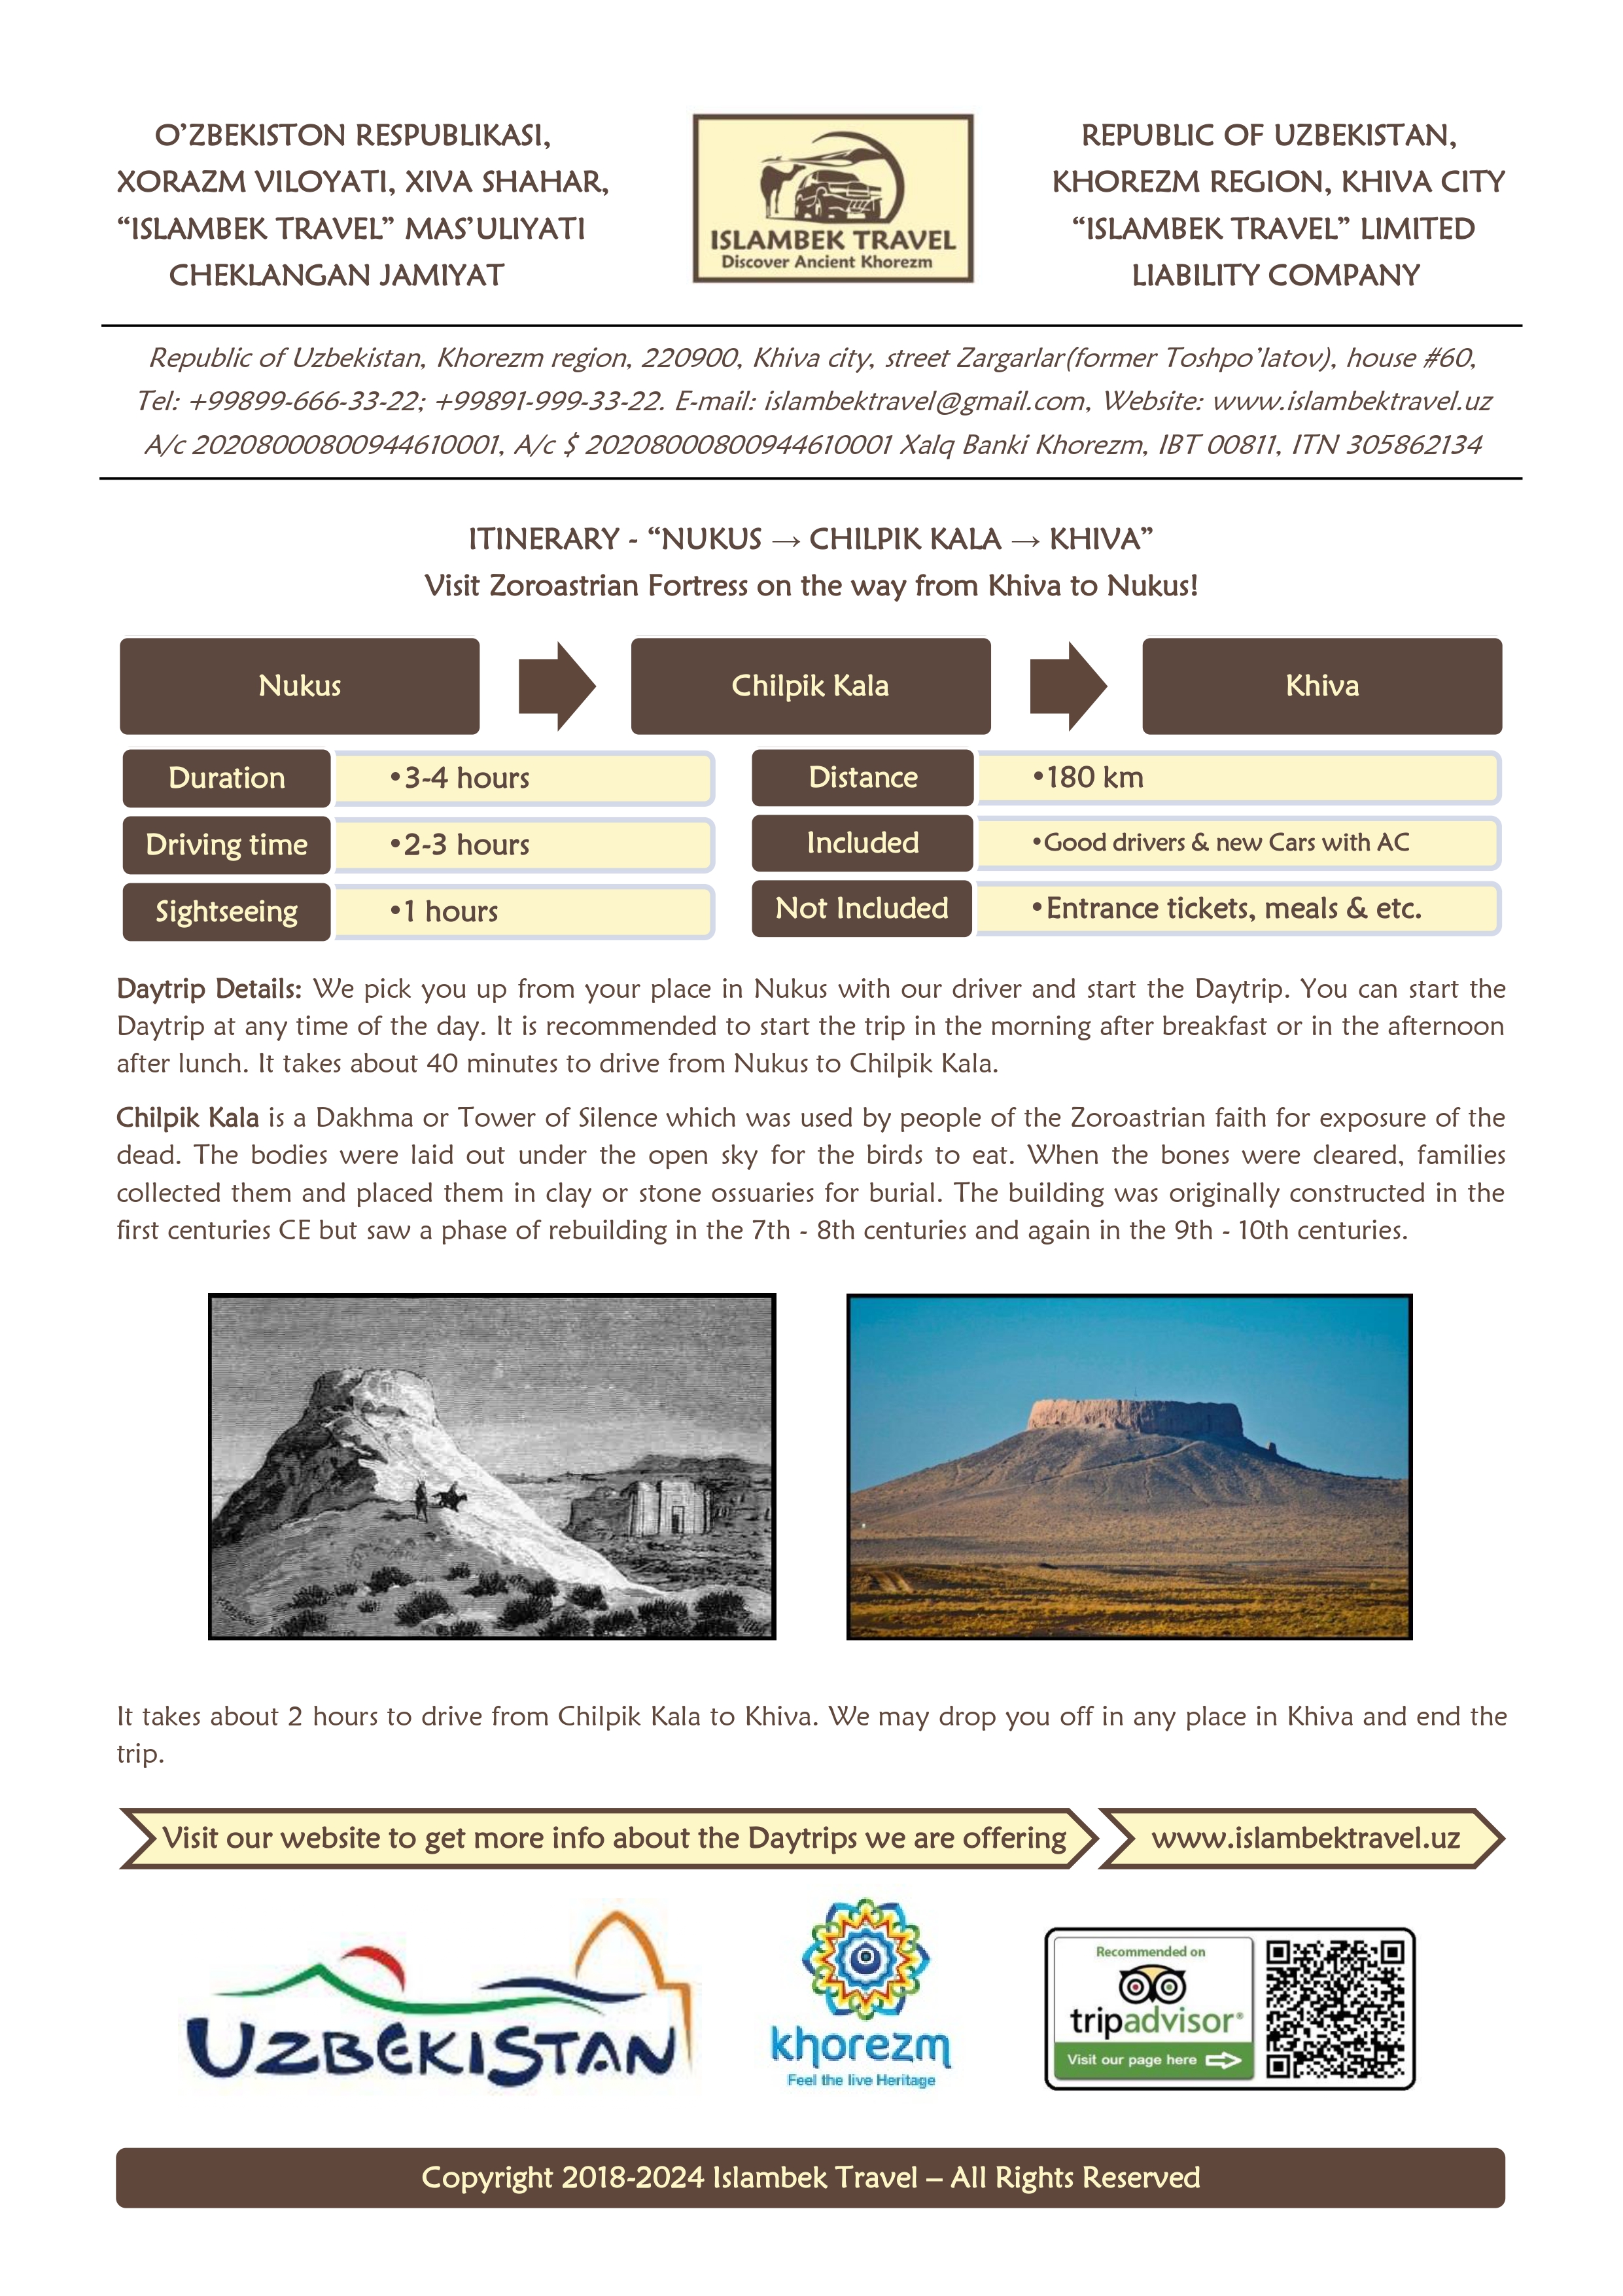 O’ZBEKISTON RESPUBLIKASI,
XORAZM VILOYATI, XIVA SHAHAR,
“ISLAMBEK TRAVEL” MAS’ULIYATI
CHEKLANGAN JAMIYAT
ISLAMBEK TRAVEL
Discover Ancient Khorezm
REPUBLIC OF UZBEKISTAN,
KHOREZM REGION, KHIVA CITY
“ISLAMBEK TRAVEL” LIMITED
LIABILITY COMPANY
Republic of Uzbekistan, Khorezm region, 220900, Khiva city, street Zargarlar(former Toshpo’latov), house #60,
Tel: +99899-666-33-22; +99891-999-33-22. E-mail: islambektravel@gmail.com, Website: www.islambektravel.uz
A/c 20208000800944610001, A/c $ 20208000800944610001 Xalq Banki Khorezm, IBT 00811, ITN 305862134
ITINERARY - “NUKUS → CHILPIK KALA → KHIVA”
Visit Zoroastrian Fortress on the way from Khiva to Nukus!
Nukus
Chilpik Kala
Khiva
Duration
•3-4 hours
Driving time
•2-3 hours
Sightseeing
•1 hours
Distance
•180 km
Included
•Good drivers & new Cars with AC
Not Included
•Entrance tickets, meals & etc.
Daytrip Details: We pick you up from your place in Nukus with our driver and start the Daytrip. You can start the
Daytrip at any time of the day. It is recommended to start the trip in the morning after breakfast or in the afternoon
after lunch. It takes about 40 minutes to drive from Nukus to Chilpik Kala.
Chilpik Kala is a Dakhma or Tower of Silence which was used by people of the Zoroastrian faith for exposure of the
dead. The bodies were laid out under the open sky for the birds to eat. When the bones were cleared, families
collected them and placed them in clay or stone ossuaries for burial. The building was originally constructed in the
first centuries CE but saw a phase of rebuilding in the 7th - 8th centuries and again in the 9th - 10th centuries.
It takes about 2 hours to drive from Chilpik Kala to Khiva. We may drop you off in any place in Khiva and end the
trip.
Visit our website to get more info about the Daytrips we are offering
www.islambektravel.uz
UZBEKISTAN
khorezm
Feel the live Heritage
Recommended on
tripadvisor®
Visit our page here
Copyright 2018-2024 Islambek Travel – All Rights Reserved